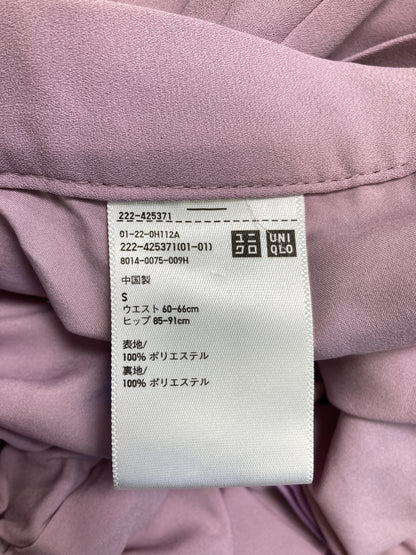 222-425371
01-22-0H112A
222-425371(01-01)
8014-0075-009H
ユニクロ
UNIQLO
中国製
S
ウエスト 60-66cm
ヒップ 85-91cm
表地/
100% ポリエステル
裏地/
100% ポリエステル